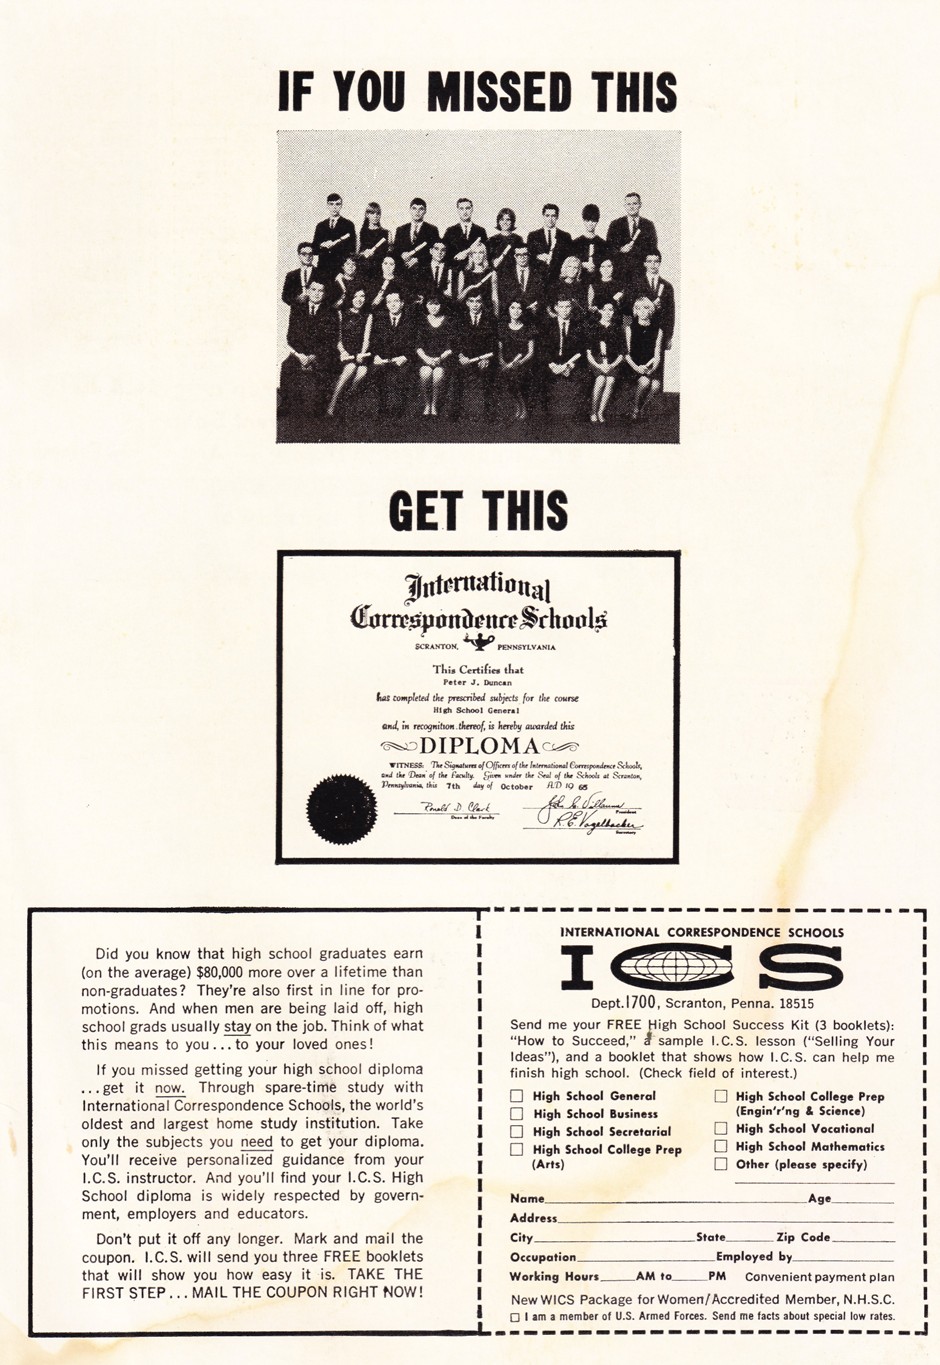 IF YOU MISSED THIS
GET THIS
International
Correspondence Schools
SCRANTON, PENNSYLVANIA
This Certifies that
Peter J. Duncan
has completed the prescribed subjects for the course
High School General
and, in recognition thereof, is hereby awarded this
DIPLOMA
WITNESS: The Signatures of Officers of the International Correspondence Schools,
and the Dean of the Faculty. Given under the Seal of the Schools at Scranton,
Pennsylvania, this 7th day of October A.D. 19 65
Ronald D. Clark
Dean of the Faculty
President
R.E. Vogelbacher
Secretary
Did you know that high school graduates earn
(on the average) $80,000 more over a lifetime than
non-graduates? They're also first in line for pro-
motions. And when men are being laid off, high
school grads usually stay on the job. Think of what
this means to you...to your loved ones!
If you missed getting your high school diploma
...get it now. Through spare-time study with
International Correspondence Schools, the world's
oldest and largest home study institution. Take
only the subjects you need to get your diploma.
You'll receive personalized guidance from your
I.C.S. instructor. And you'll find your I.C.S. High
School diploma is widely respected by govern-
ment, employers and educators.
Don't put it off any longer. Mark and mail the
coupon. I.C.S. will send you three FREE booklets
that will show you how easy it is. TAKE THE
FIRST STEP...MAIL THE COUPON RIGHT NOW!
INTERNATIONAL CORRESPONDENCE SCHOOLS
ICS
Dept. 1700, Scranton, Penna. 18515
Send me your FREE High School Success Kit (3 booklets):
"How to Succeed," a sample I.C.S. lesson ("Selling Your
Ideas"), and a booklet that shows how I.C.S. can help me
finish high school. (Check field of interest.)
High School General
High School Business
High School Secretarial
High School College Prep
(Arts)
High School College Prep
(Engin'r'ng & Science)
High School Vocational
High School Mathematics
Other (please specify)
Name Age
Address
City State Zip Code
Occupation Employed by
Working Hours AM to PM Convenient payment plan
New WICS Package for Women/Accredited Member, N.H.S.C.
I am a member of U.S. Armed Forces. Send me facts about special low rates.